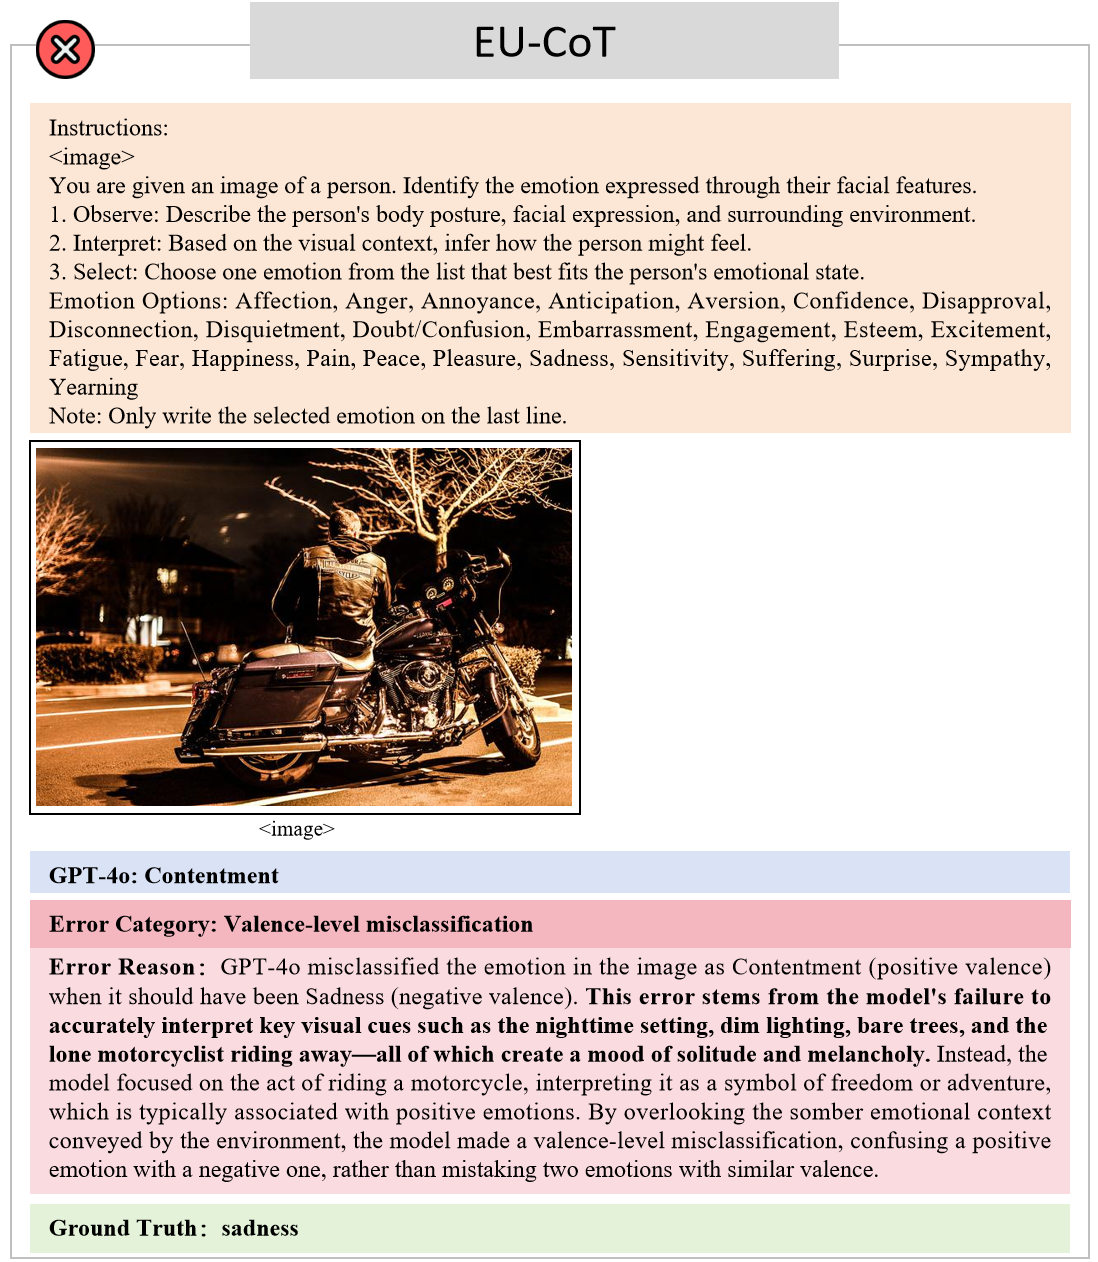 EU-CoT
Instructions:
<image>
You are given an image of a person. Identify the emotion expressed through their facial features.
1. Observe: Describe the person's body posture, facial expression, and surrounding environment.
2. Interpret: Based on the visual context, infer how the person might feel.
3. Select: Choose one emotion from the list that best fits the person's emotional state.
Emotion Options: Affection, Anger, Annoyance, Anticipation, Aversion, Confidence, Disapproval,
Disconnection, Disquietment, Doubt/Confusion, Embarrassment, Engagement, Esteem, Excitement,
Fatigue, Fear, Happiness, Pain, Peace, Pleasure, Sadness, Sensitivity, Suffering, Surprise, Sympathy,
Yearning
Note: Only write the selected emotion on the last line.
<image>
GPT-4o: Contentment
Error Category: Valence-level misclassification
Error Reason： GPT-4o misclassified the emotion in the image as Contentment (positive valence)
when it should have been Sadness (negative valence). This error stems from the model's failure to
accurately interpret key visual cues such as the nighttime setting, dim lighting, bare trees, and the
lone motorcyclist riding away—all of which create a mood of solitude and melancholy. Instead, the
model focused on the act of riding a motorcycle, interpreting it as a symbol of freedom or adventure,
which is typically associated with positive emotions. By overlooking the somber emotional context
conveyed by the environment, the model made a valence-level misclassification, confusing a positive
emotion with a negative one, rather than mistaking two emotions with similar valence.
Ground Truth： sadness